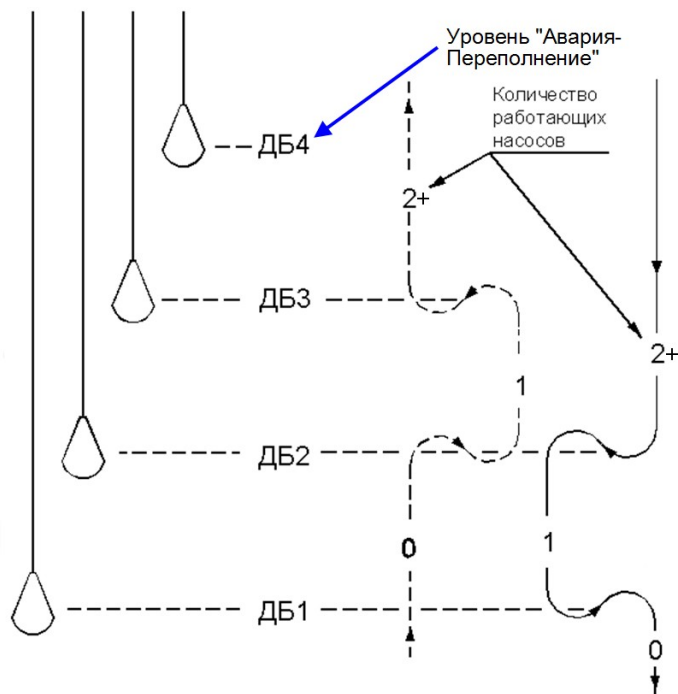 Уровень "Авария-
Переполнение"
Количество
работающих
насосов
ДБ4
2+
ДБ3
2+
1
ДБ2
0
1
ДБ1
0